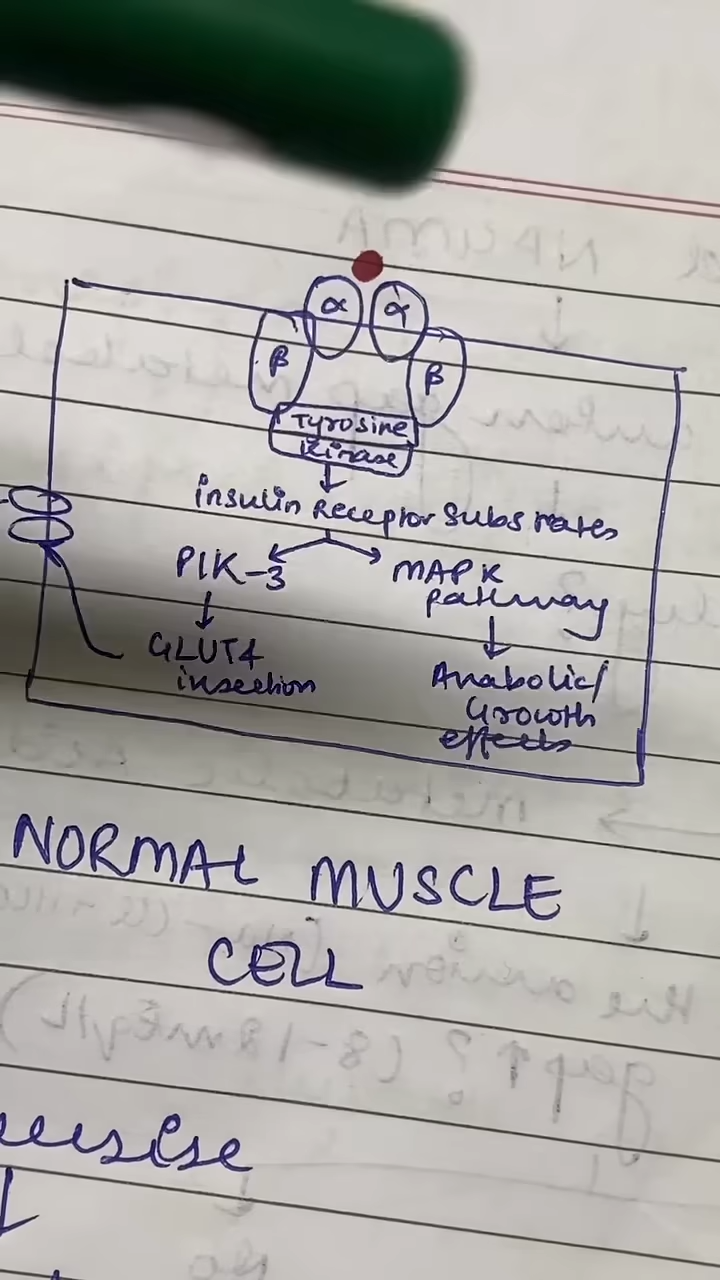 α α
β β
Tyrosine
Kinase
insulin Receptor Substrates
PIK-3 MAPK
pathway
GLUT4
insertion
Anabolic/
Growth
effects
NORMAL MUSCLE
CELL